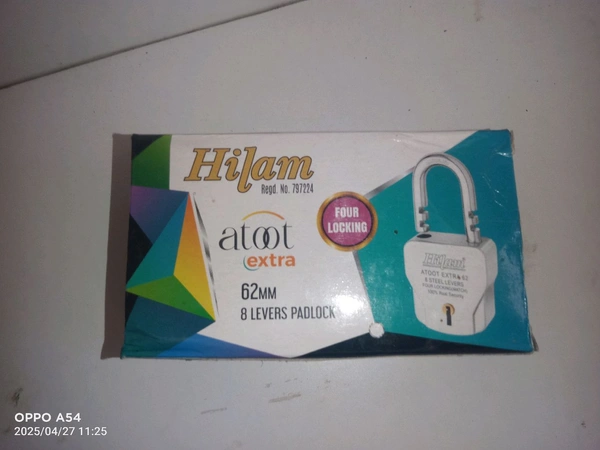 Hilam
Regd. No. 797224
atoot
extra
FOUR
LOCKING
62MM
8 LEVERS PADLOCK
Hilam
ATOOT EXTRA 62
8 STEEL LEVERS
OPPO A54
2025/04/27 11:25